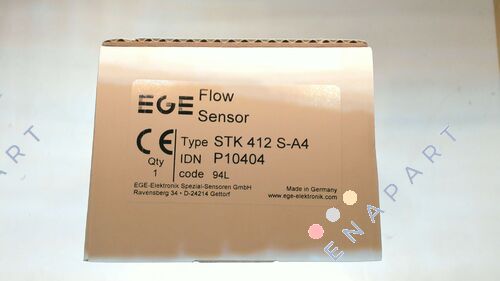 EGE Flow
Sensor
CE Type STK 412 S-A4
Qty IDN P10404
1 code 94L
EGE-Elektronik Spezial-Sensoren GmbH Made in Germany
Ravensberg 34 • D-24214 Gettorf www.ege-elektronik.com
ENAPART